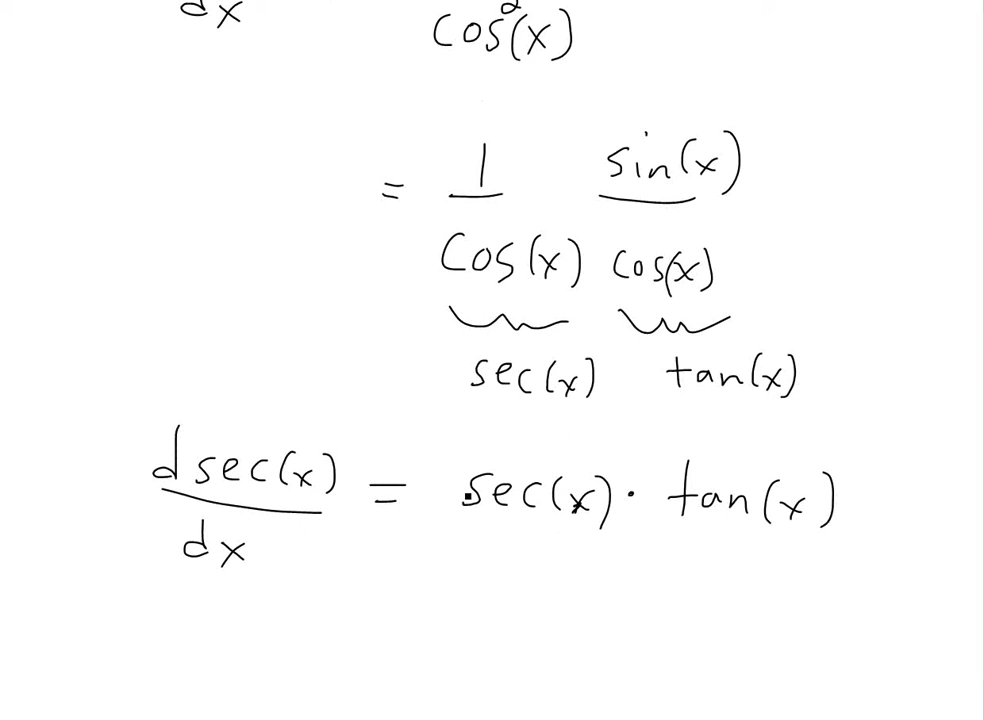 dx cos²(x)
= 1 sin(x)
cos(x) cos(x)
sec(x) tan(x)
d sec(x) = sec(x) · tan(x)
dx